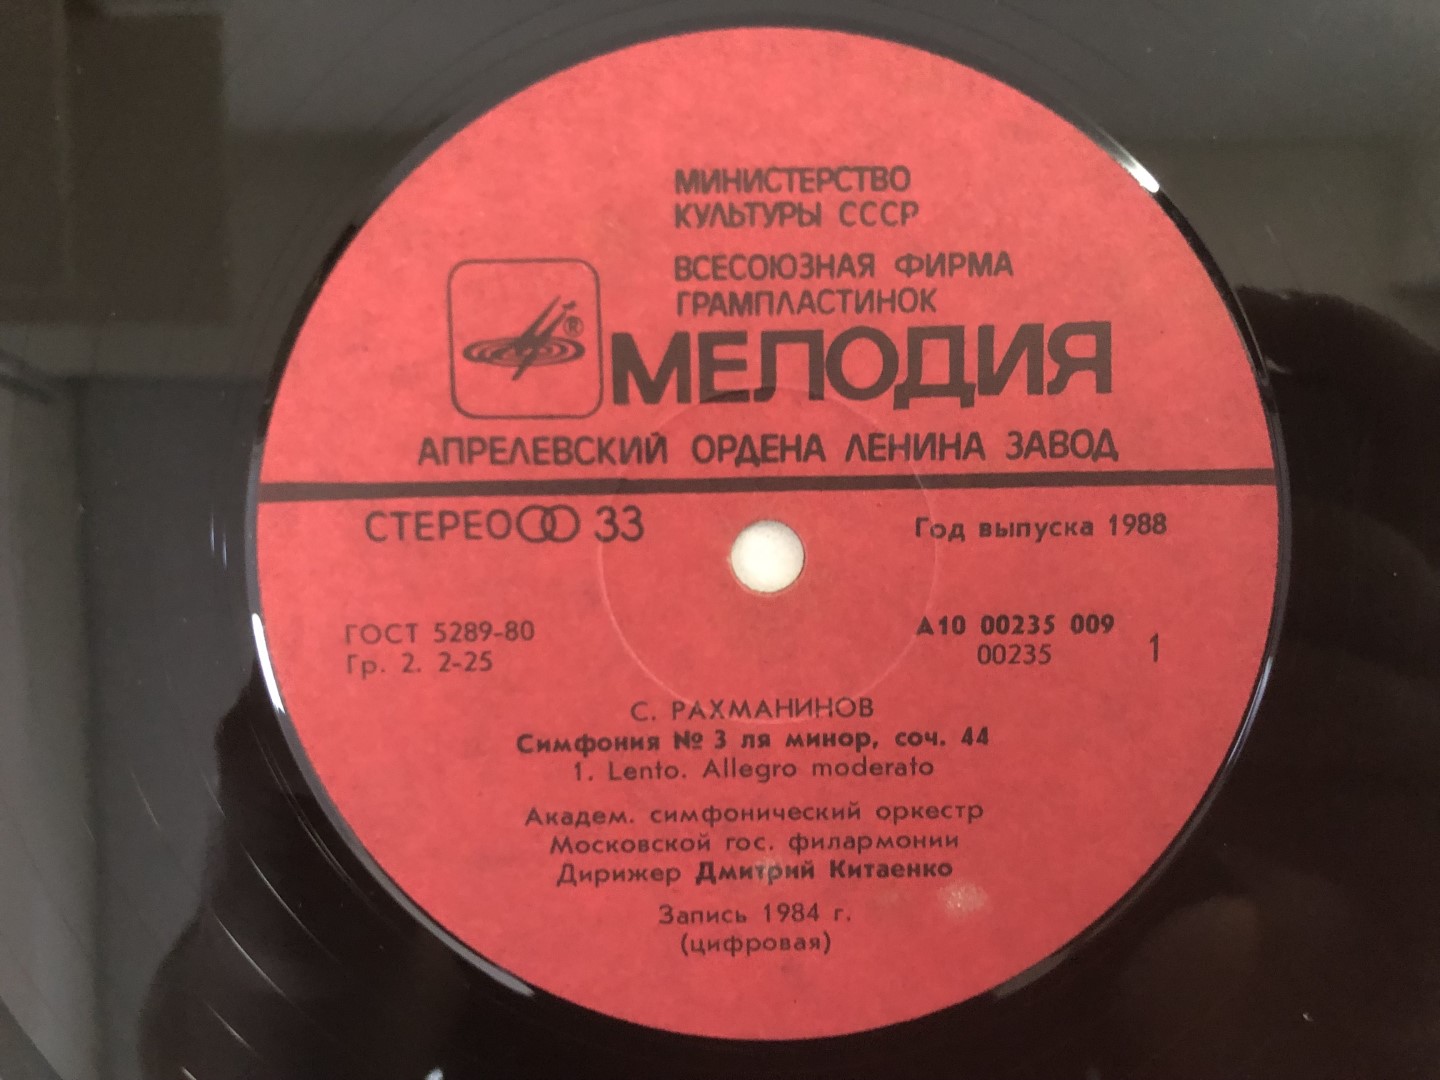 МИНИСТЕРСТВО
КУЛЬТУРЫ СССР
ВСЕСОЮЗНАЯ ФИРМА
ГРАМПЛАСТИНОК
®
МЕЛОДИЯ
АПРЕЛЕВСКИЙ ОРДЕНА ЛЕНИНА ЗАВОД
СТЕРЕО 33
Год выпуска 1988
ГОСТ 5289-80
Гр. 2. 2-25
А10 00235 009
00235
1
С. РАХМАНИНОВ
Симфония № 3 ля минор, соч. 44
1. Lento. Allegro moderato
Академ. симфонический оркестр
Московской гос. филармонии
Дирижер Дмитрий Китаенко
Запись 1984 г.
(цифровая)